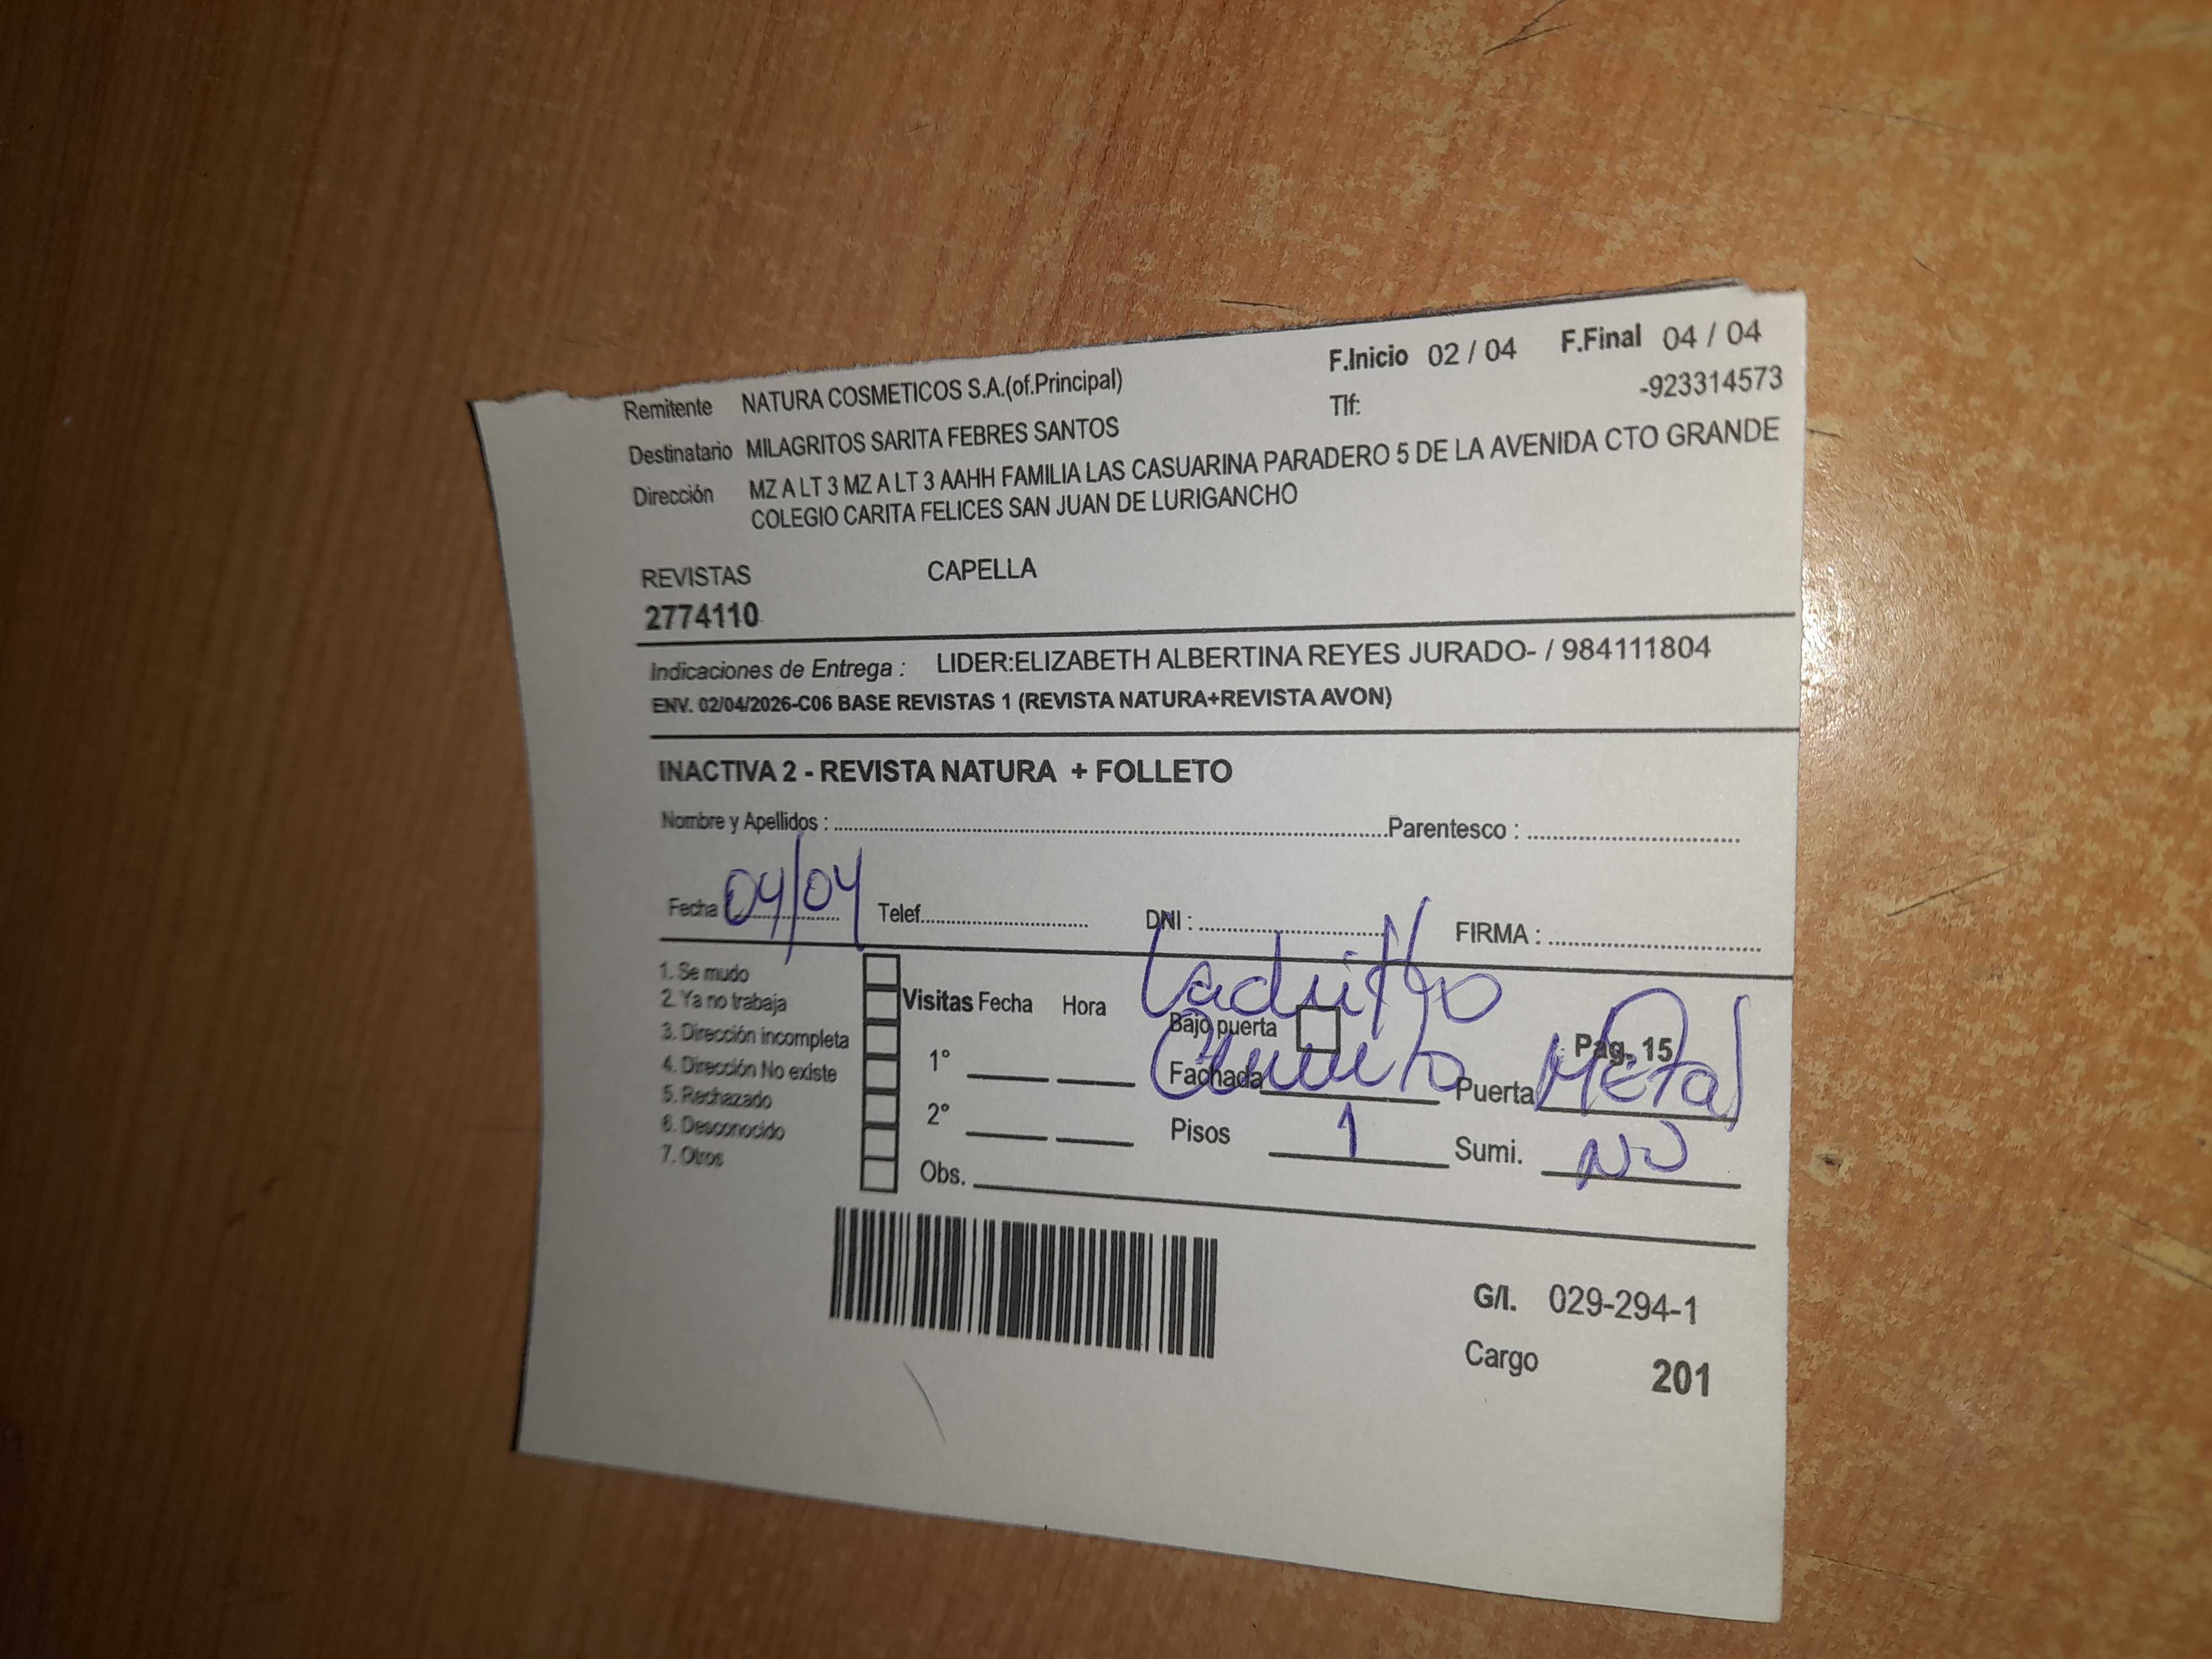 Remitente NATURA COSMETICOS S.A.(of.Principal) F.Inicio 02 / 04 F.Final 04 / 04
Tlf: -923314573
Destinatario MILAGRITOS SARITA FEBRES SANTOS
Dirección MZ A LT 3 MZ A LT 3 AAHH FAMILIA LAS CASUARINA PARADERO 5 DE LA AVENIDA CTO GRANDE
COLEGIO CARITA FELICES SAN JUAN DE LURIGANCHO
REVISTAS CAPELLA
2774110
Indicaciones de Entrega : LIDER:ELIZABETH ALBERTINA REYES JURADO- / 984111804
ENV. 02/04/2026-C06 BASE REVISTAS 1 (REVISTA NATURA+REVISTA AVON)
INACTIVA 2 - REVISTA NATURA + FOLLETO
Nombre y Apellidos : Parentesco :
Fecha 04/04 Telef. DNI : FIRMA :
1. Se mudo
2. Ya no trabaja
3. Dirección incompleta
4. Dirección No existe
5. Rechazado
6. Desconocido
7. Otros
Visitas Fecha Hora
1°
2°
Obs.
Ladrillo
Bajo puerta Pag. 15
Fachada Puerta Metal
Pisos 1 Sumi. NO
G/I. 029-294-1
Cargo 201